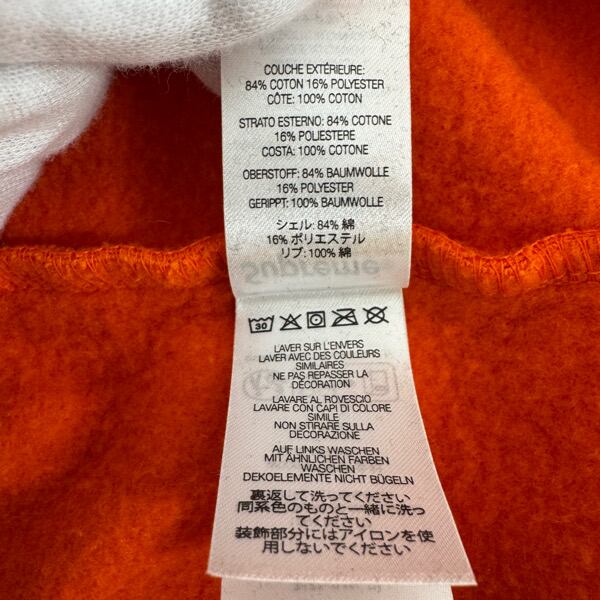 COUCHE EXTÉRIEURE:
84% COTON 16% POLYESTER
CÔTE: 100% COTON
STRATO ESTERNO: 84% COTONE
16% POLIESTERE
COSTA: 100% COTONE
OBERSTOFF: 84% BAUMWOLLE
16% POLYESTER
GERIPPT: 100% BAUMWOLLE
シェル: 84% 綿
16% ポリエステル
リブ: 100% 綿
Supreme
30
LAVER SUR L'ENVERS
LAVER AVEC DES COULEURS
SIMILAIRES
NE PAS REPASSER LA
DÉCORATION
LAVARE AL ROVESCIO
LAVARE CON CAPI DI COLORE
SIMILE
NON STIRARE SULLA
DECORAZIONE
AUF LINKS WASCHEN
MIT ÄHNLICHEN FARBEN
WASCHEN
DEKOELEMENTE NICHT BÜGELN
裏返して洗ってください
同系色のものと一緒に洗っ
てください
装飾部分にはアイロンを使
用しないでください